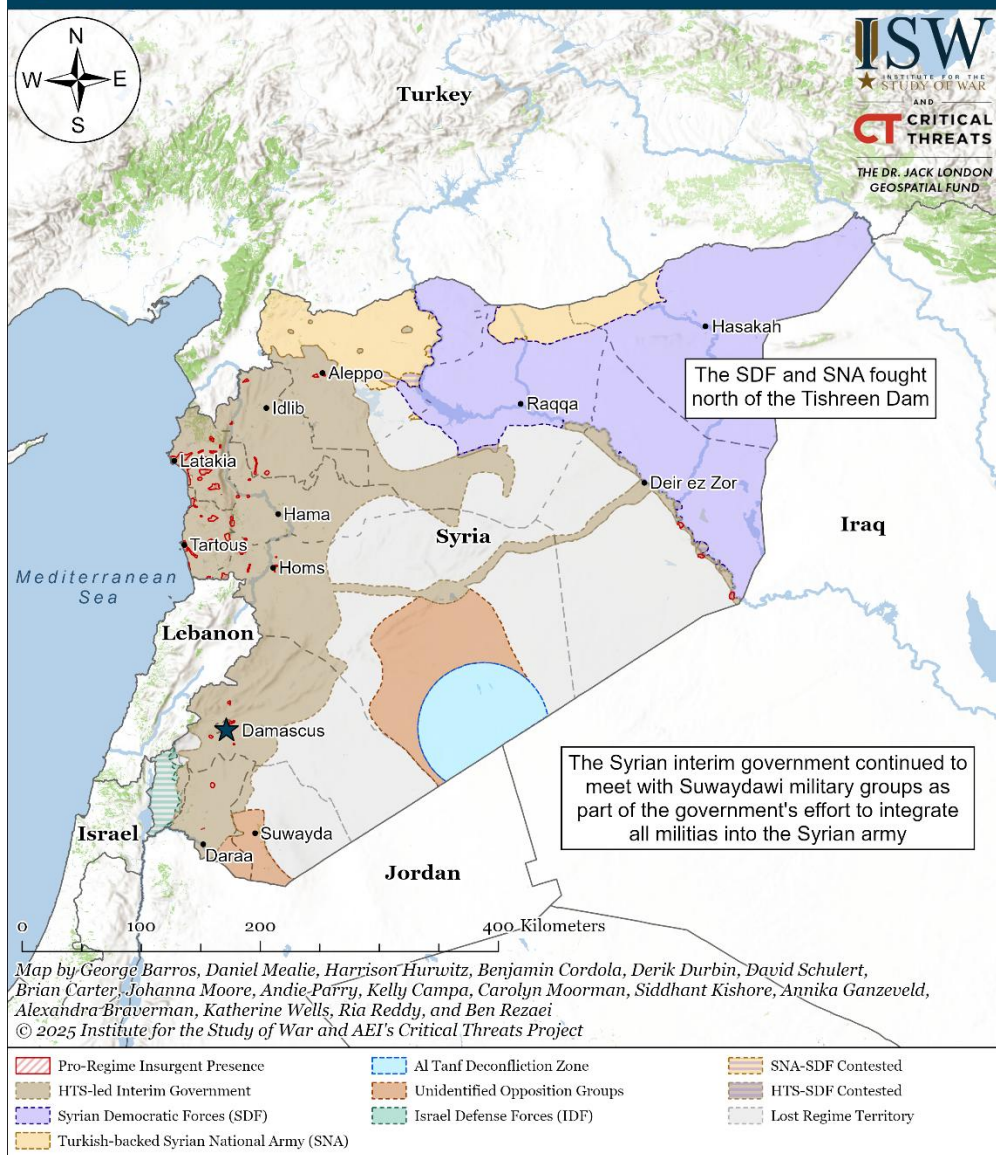 N
W
E
S
ISW
INSTITUTE FOR THE
STUDY OF WAR
AND
CT CRITICAL
THREATS
THE DR. JACK LONDON
GEOSPATIAL FUND
Turkey
Hasakah
The SDF and SNA fought
north of the Tishreen Dam
Aleppo
Idlib
Raqqa
Latakia
Deir ez Zor
Hama
Syria
Iraq
Tartous
Homs
Mediterranean
Sea
Lebanon
Damascus
The Syrian interim government continued to
meet with Suwaydawi military groups as
part of the government's effort to integrate
all militias into the Syrian army
Israel
Suwayda
Daraa
Jordan
0 100 200 400 Kilometers
Map by George Barros, Daniel Mealie, Harrison Hurwitz, Benjamin Cordola, Derik Durbin, David Schulert,
Brian Carter, Johanna Moore, Andie Parry, Kelly Campa, Carolyn Moorman, Siddhant Kishore, Annika Ganzeveld,
Alexandra Braverman, Katherine Wells, Ria Reddy, and Ben Rezaei
© 2025 Institute for the Study of War and AEI's Critical Threats Project
Pro-Regime Insurgent Presence
HTS-led Interim Government
Syrian Democratic Forces (SDF)
Turkish-backed Syrian National Army (SNA)
Al Tanf Deconfliction Zone
Unidentified Opposition Groups
Israel Defense Forces (IDF)
SNA-SDF Contested
HTS-SDF Contested
Lost Regime Territory